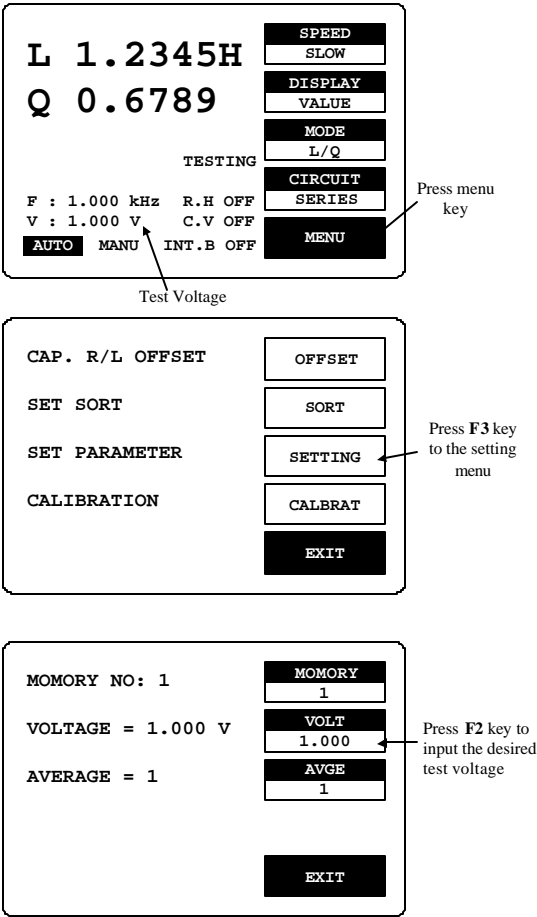 L 1.2345H
Q 0.6789
TESTING
F : 1.000 kHz R.H OFF
V : 1.000 V C.V OFF
AUTO MANU INT.B OFF
SPEED
SLOW
DISPLAY
VALUE
MODE
L/Q
CIRCUIT
SERIES
MENU
Press menu
key
Test Voltage
CAP. R/L OFFSET OFFSET
SET SORT SORT
SET PARAMETER SETTING
CALIBRATION CALBRAT
EXIT
Press F3 key
to the setting
menu
MOMORY NO: 1
VOLTAGE = 1.000 V
AVERAGE = 1
MOMORY
1
VOLT
1.000
AVGE
1
EXIT
Press F2 key to
input the desired
test voltage